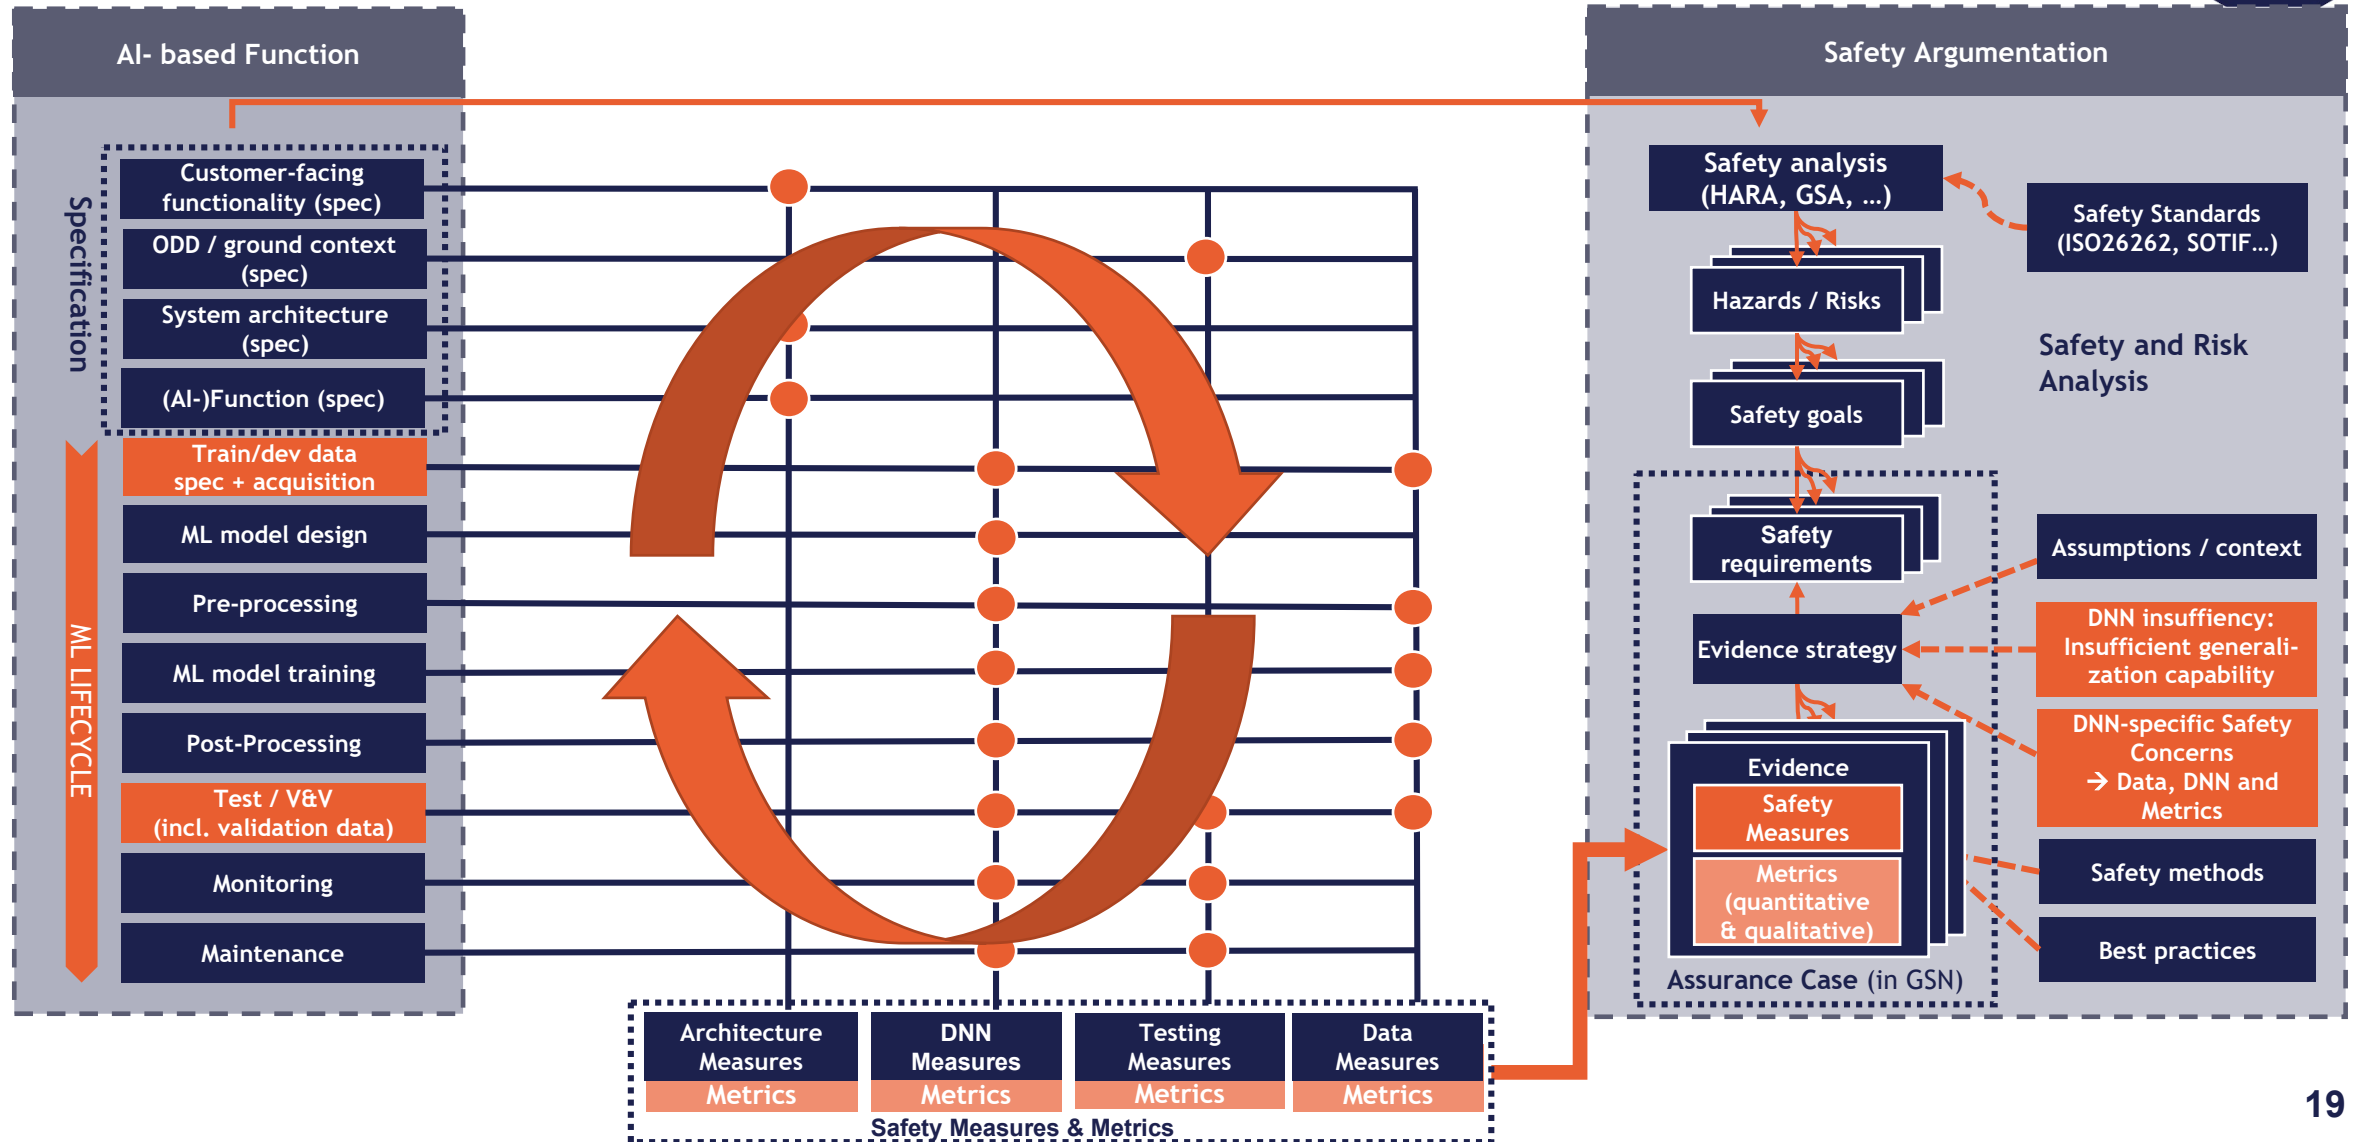 AI- based Function
Specification
Customer-facing
functionality (spec)
ODD / ground context
(spec)
System architecture
(spec)
(AI-)Function (spec)
ML LIFECYCLE
Train/dev data
spec + acquisition
ML model design
Pre-processing
ML model training
Post-Processing
Test / V&V
(incl. validation data)
Monitoring
Maintenance
Architecture
Measures
Metrics
DNN
Measures
Metrics
Testing
Measures
Metrics
Data
Measures
Metrics
Safety Measures & Metrics
Safety Argumentation
Safety analysis
(HARA, GSA, …)
Safety Standards
(ISO26262, SOTIF…)
Hazards / Risks
Safety and Risk
Analysis
Safety goals
Safety
requirements
Assumptions / context
Evidence strategy
DNN insuffiency:
Insufficient generali-
zation capability
DNN-specific Safety
Concerns
→ Data, DNN and
Metrics
Evidence
Safety
Measures
Metrics
(quantitative
& qualitative)
Safety methods
Best practices
Assurance Case (in GSN)
19